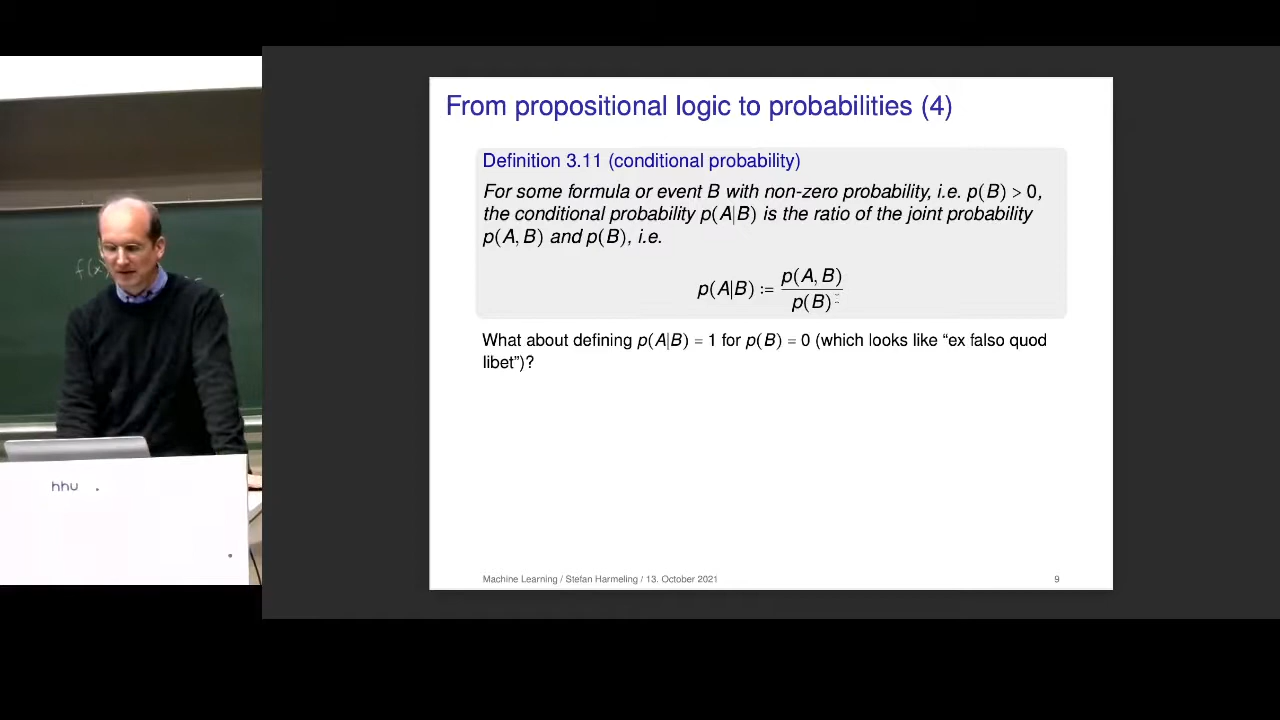 From propositional logic to probabilities (4)
Definition 3.11 (conditional probability)
For some formula or event B with non-zero probability, i.e. p(B) > 0,
the conditional probability p(A|B) is the ratio of the joint probability
p(A, B) and p(B), i.e.
p(A|B) := p(A, B) / p(B)
What about defining p(A|B) = 1 for p(B) = 0 (which looks like “ex falso quod
libet”)?
Machine Learning / Stefan Harmeling / 13. October 2021 9
f(x)
hhu